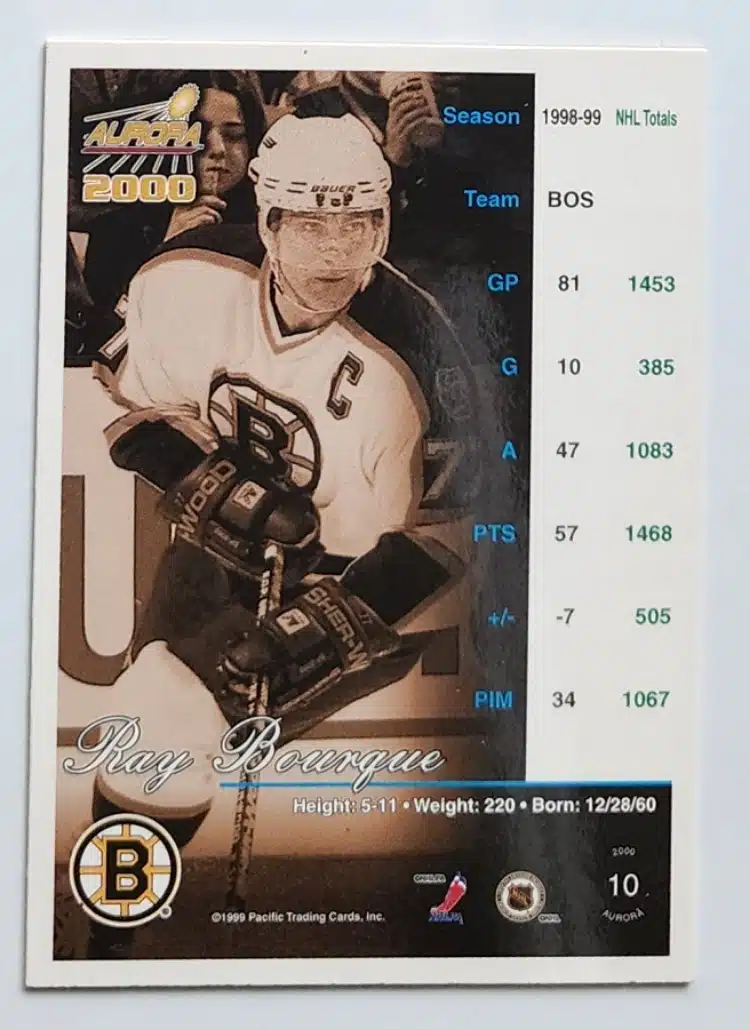 AURORA
2000
Season 1998-99 NHL Totals
Team BOS
GP 81 1453
G 10 385
A 47 1083
PTS 57 1468
+/- -7 505
PIM 34 1067
BAUER
C
B
7
WOOD
SHER-W
U
Ray Bourque
Height: 5-11 • Weight: 220 • Born: 12/28/60
B
2000
10
AURORA
NHL
©1999 Pacific Trading Cards, Inc.